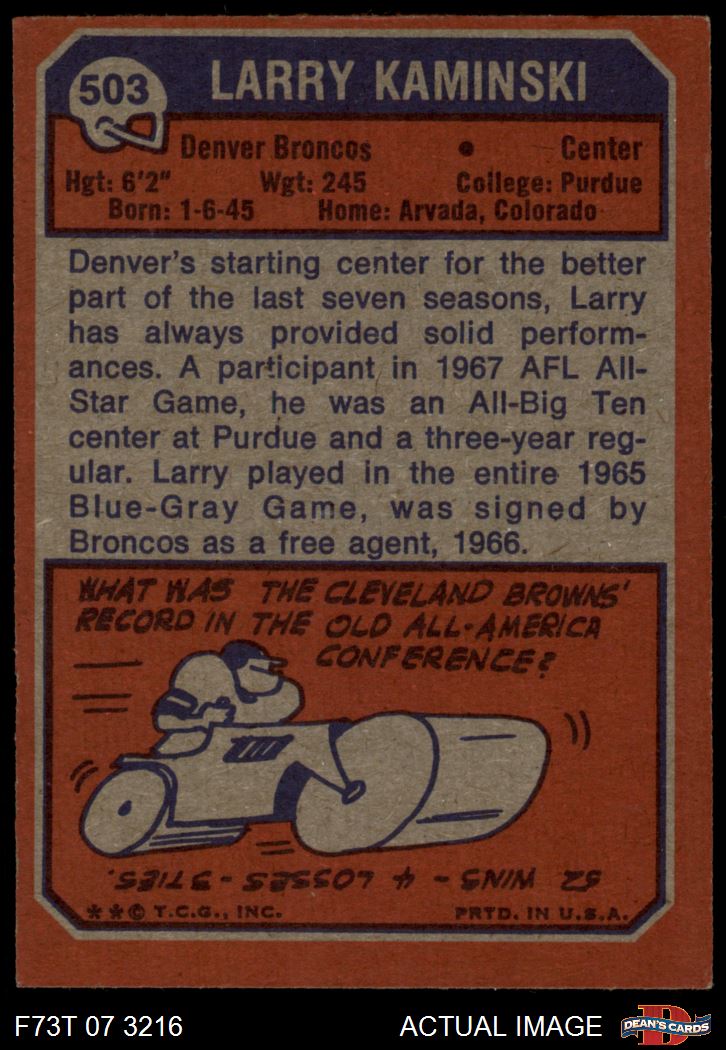 503
LARRY KAMINSKI
Denver Broncos • Center
Hgt: 6'2" Wgt: 245 College: Purdue
Born: 1-6-45 Home: Arvada, Colorado
Denver's starting center for the better
part of the last seven seasons, Larry
has always provided solid perform-
ances. A participant in 1967 AFL All-
Star Game, he was an All-Big Ten
center at Purdue and a three-year reg-
ular. Larry played in the entire 1965
Blue-Gray Game, was signed by
Broncos as a free agent, 1966.
WHAT WAS THE CLEVELAND BROWNS'
RECORD IN THE OLD ALL-AMERICA
CONFERENCE?
52 WINS - 4 LOSSES - 3 TIES.
**© T.C.G., INC. PRTD. IN U.S.A.
F73T 07 3216 ACTUAL IMAGE
D
DEAN'S CARDS